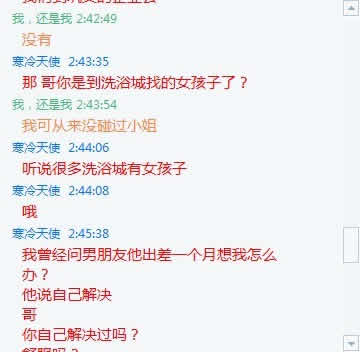 我，还是我 2:42:49
没有
寒冷天使 2:43:35
那 哥你是到洗浴城找的女孩子了？
我，还是我 2:43:54
我可从来没碰过小姐
寒冷天使 2:44:06
听说很多洗浴城有女孩子
寒冷天使 2:44:08
哦
寒冷天使 2:45:38
我曾经问男朋友他出差一个月想我怎么
办？
他说自己解决
哥
你自己解决过吗？